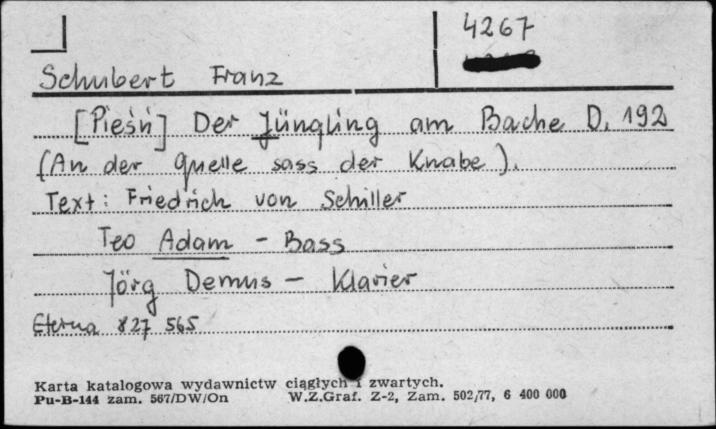 4267
Schubert Franz
[Pieśń] Der Jüngling am Bache D. 192
(An der Quelle sass der Knabe).
Text: Friedrich von Schiller
Teo Adam - Bass
Jörg Demus - Klavier
Eterna 827 565
Karta katalogowa wydawnictw ciągłych i zwartych.
Pu-B-144 zam. 567/DW/On W.Z.Graf. Z-2, Zam. 502/77, 6 400 000